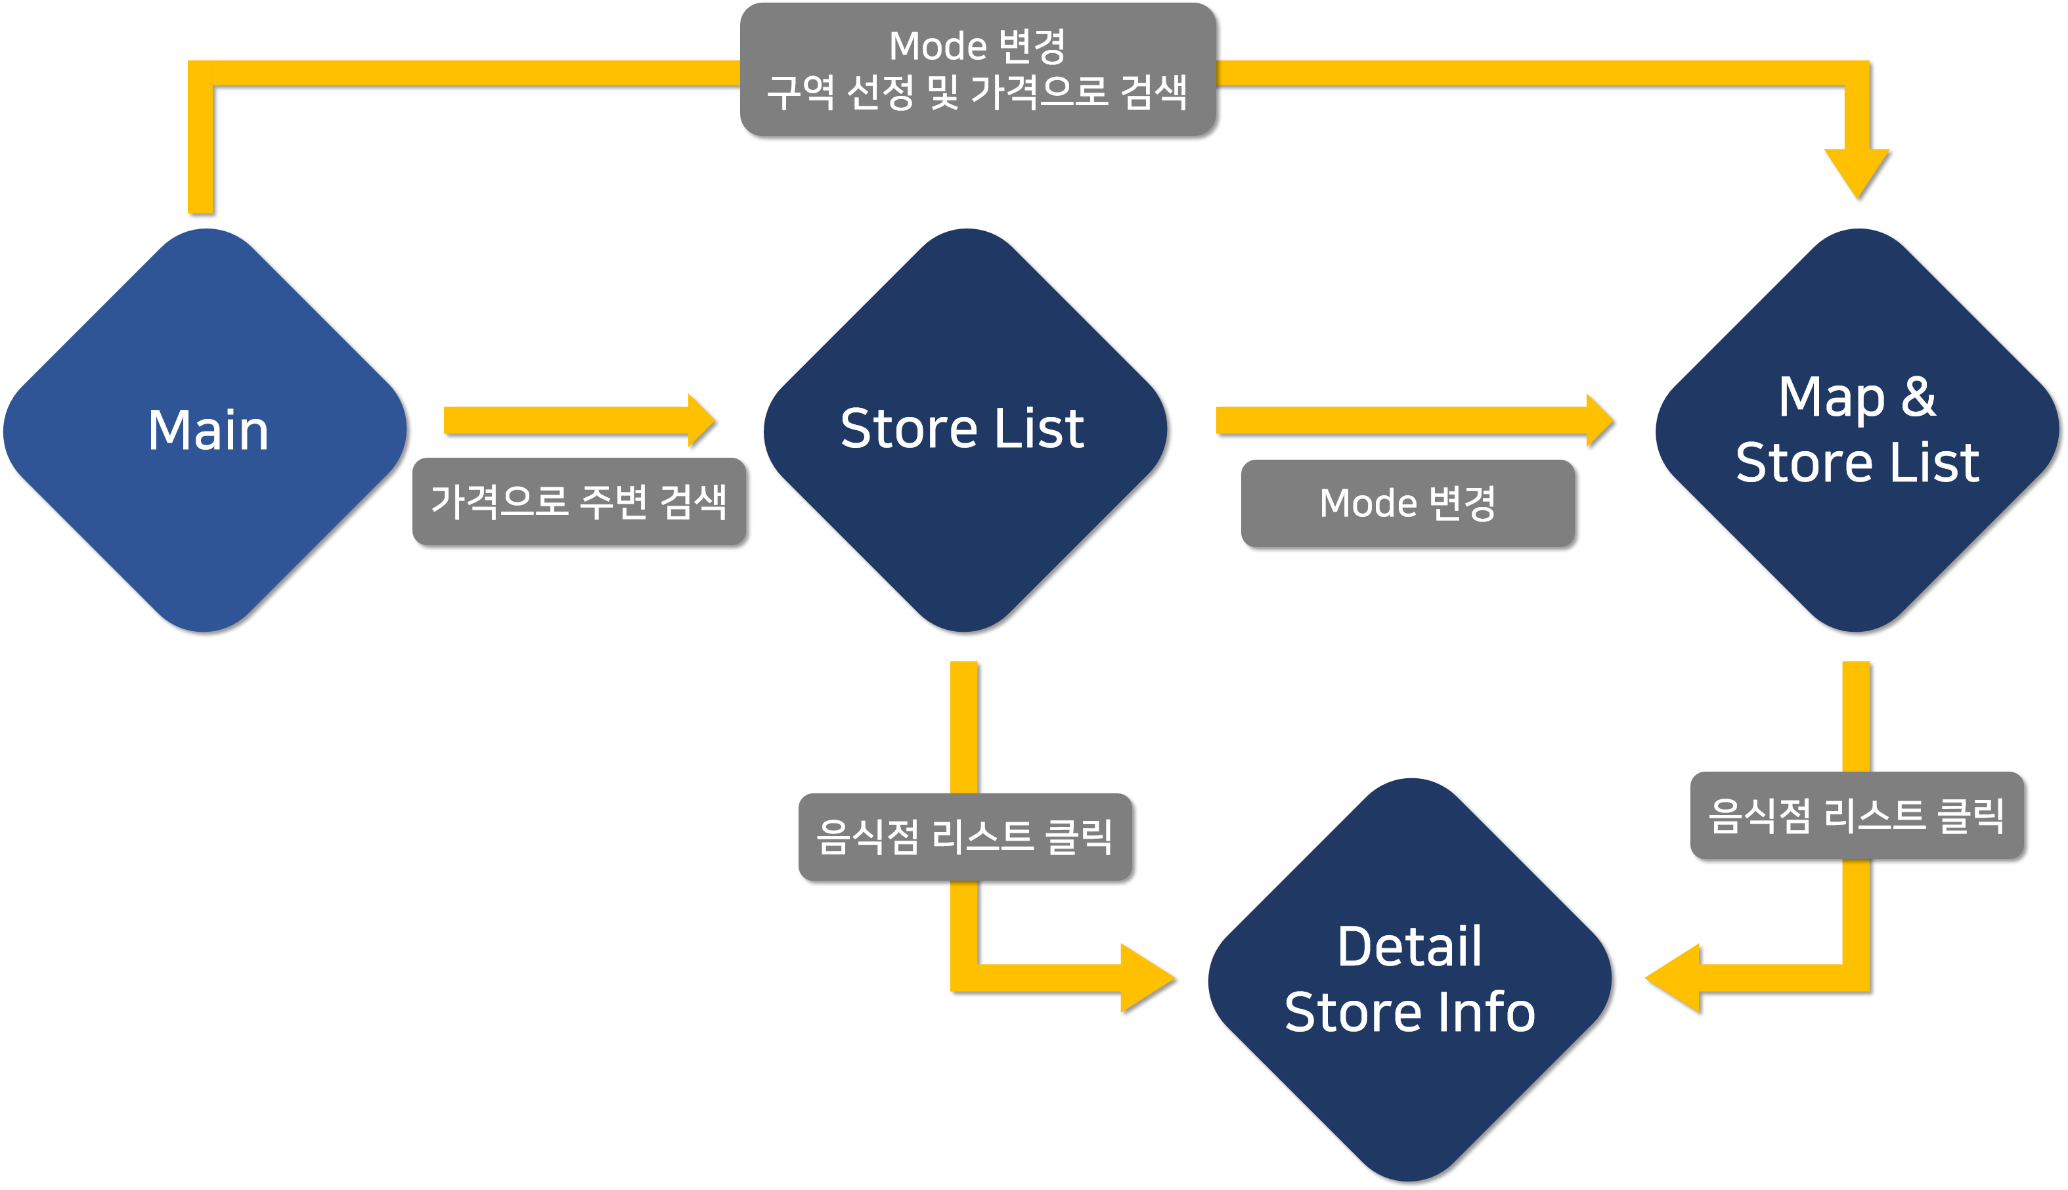 Mode 변경
구역 선정 및 가격으로 검색
Main
가격으로 주변 검색
Store List
Mode 변경
Map &
Store List
음식점 리스트 클릭
음식점 리스트 클릭
Detail
Store Info